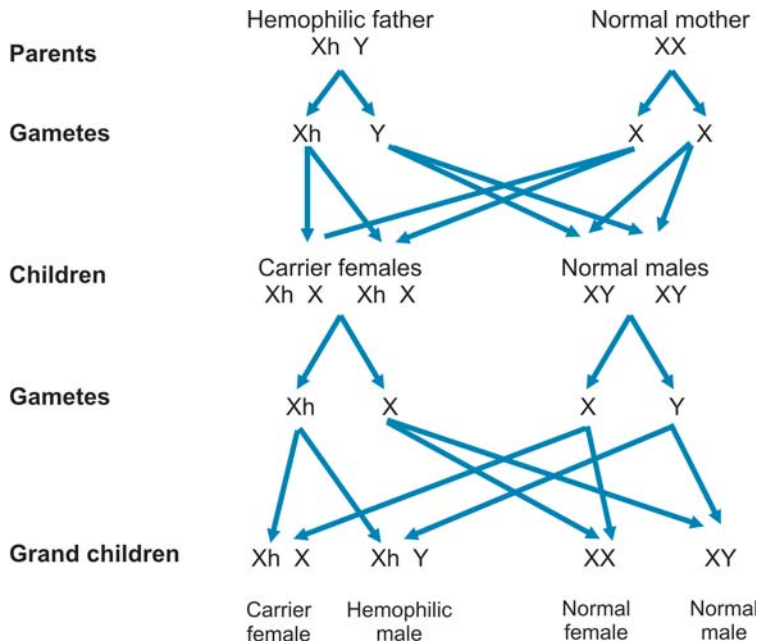 Hemophilic father Normal mother
Parents Xh Y XX
Gametes Xh Y X X
Children Carrier females Normal males
Xh X Xh X XY XY
Gametes Xh X X Y
Grand children Xh X Xh Y XX XY
Carrier Hemophilic Normal Normal
female male female male